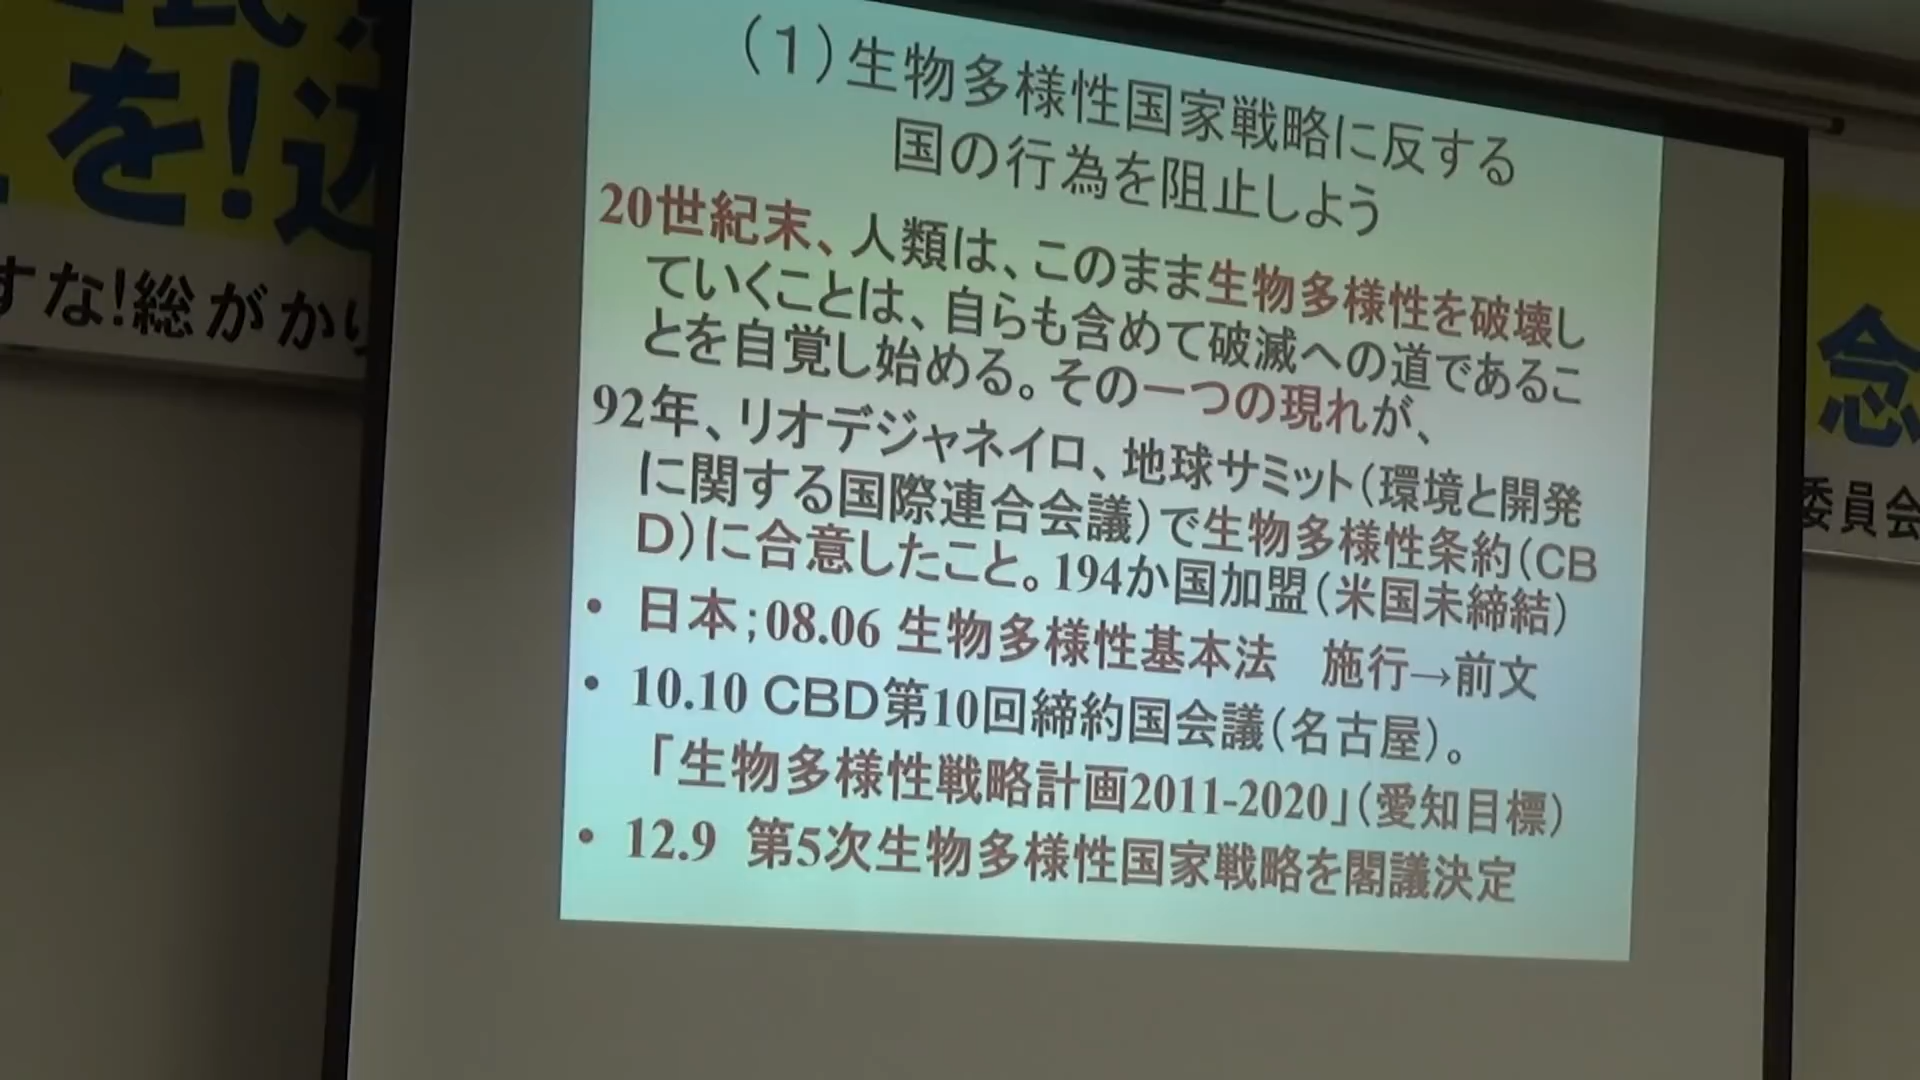 を!
すな!総がかり
(1)生物多様性国家戦略に反する
国の行為を阻止しよう
20世紀末、人類は、このまま生物多様性を破壊し
ていくことは、自らも含めて破滅への道であるこ
とを自覚し始める。その一つの現れが、
92年、リオデジャネイロ、地球サミット(環境と開発
に関する国際連合会議)で生物多様性条約(CB
D)に合意したこと。194か国加盟(米国未締結)
• 日本;08.06 生物多様性基本法 施行→前文
• 10.10 CBD第10回締約国会議(名古屋)。
「生物多様性戦略計画2011-2020」(愛知目標)
• 12.9 第5次生物多様性国家戦略を閣議決定
念
委員会